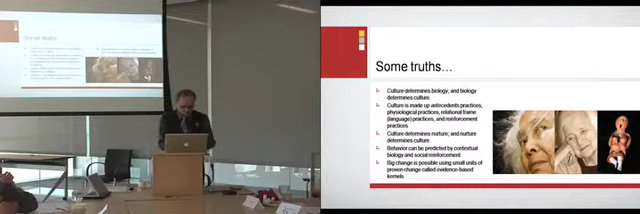 Some truths…
Culture determines biology; and biology
determines culture.
Culture is made up antecedents practices,
physiological practices, relational frame
(language) practices, and reinforcement
practices
Culture determines nurture; and nurture
determines culture.
Behavior can be predicted by contextual
biology and social reinforcement
Big change is possible using small units of
proven change called evidence-based
kernels